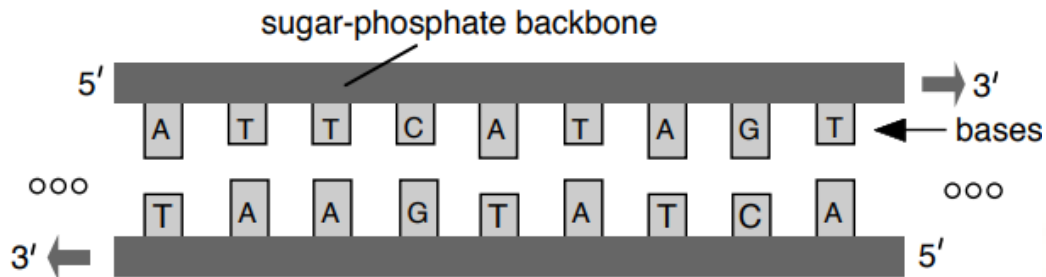 sugar-phosphate backbone
5′ 3′
A T T C A T A G T bases
T A A G T A T C A
3′ 5′